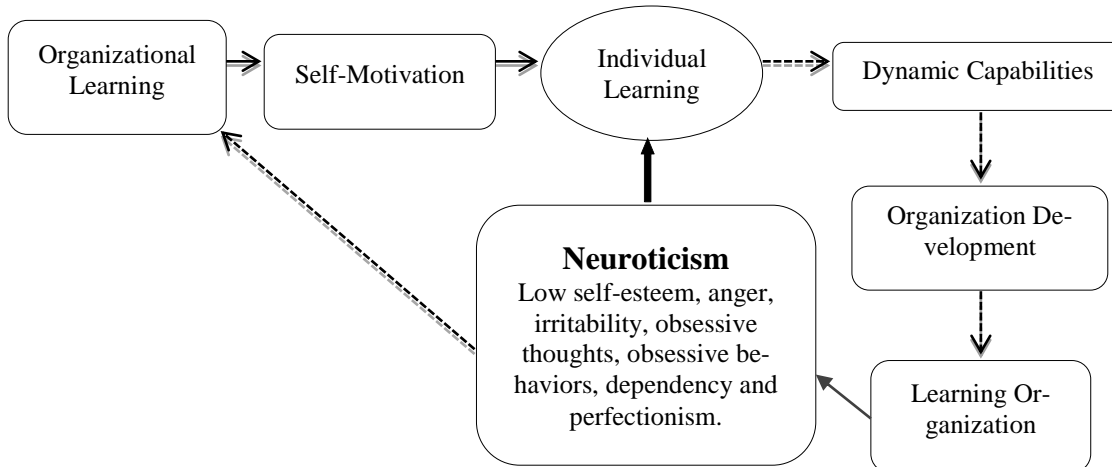 Organizational
Learning
Self-Motivation
Individual
Learning
Dynamic Capabilities
Organization De-
velopment
Neuroticism
Low self-esteem, anger,
irritability, obsessive
thoughts, obsessive be-
haviors, dependency and
perfectionism.
Learning Or-
ganization